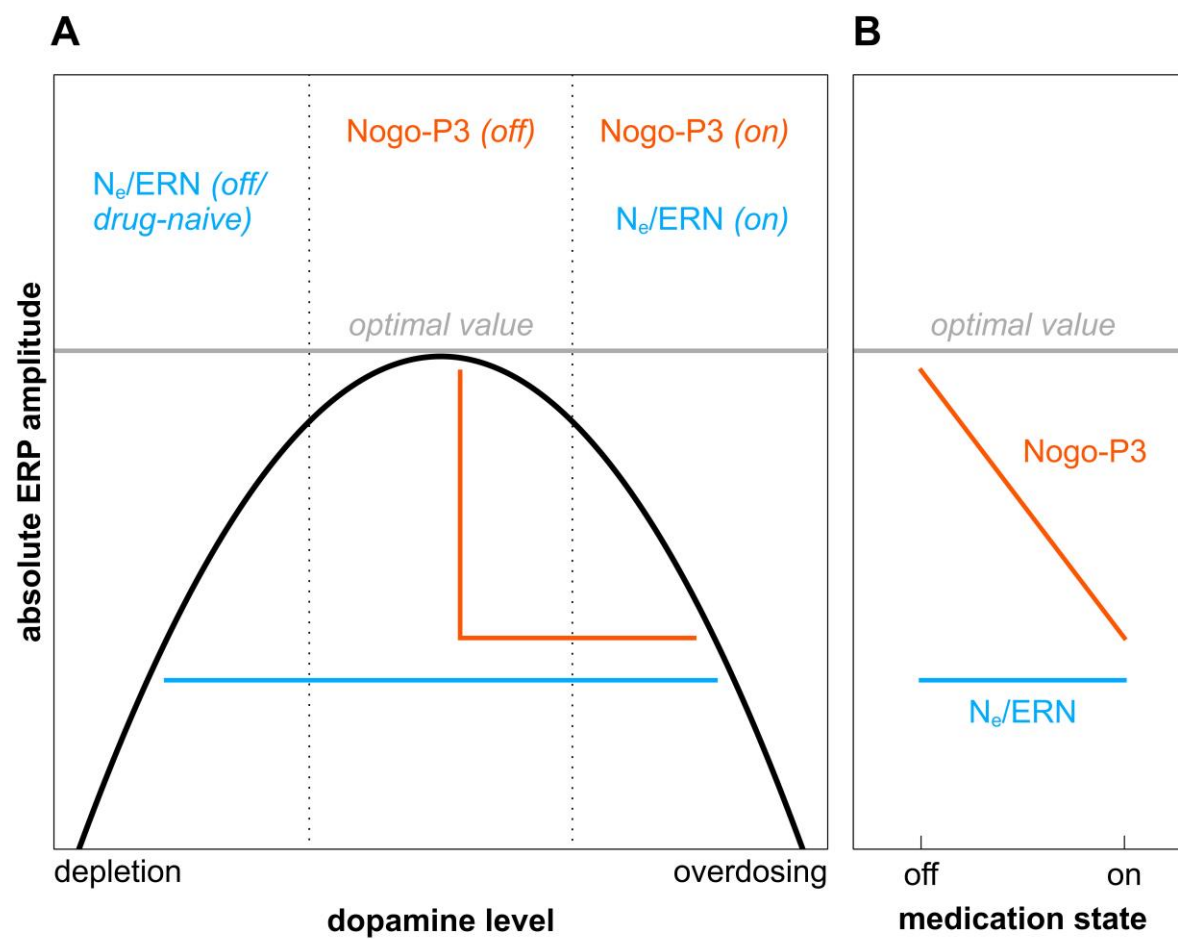 A
B
Nogo-P3 (off)
Nogo-P3 (on)
Ne/ERN (off/
drug-naive)
Ne/ERN (on)
absolute ERP amplitude
optimal value
optimal value
Nogo-P3
Ne/ERN
depletion
overdosing
dopamine level
off
on
medication state